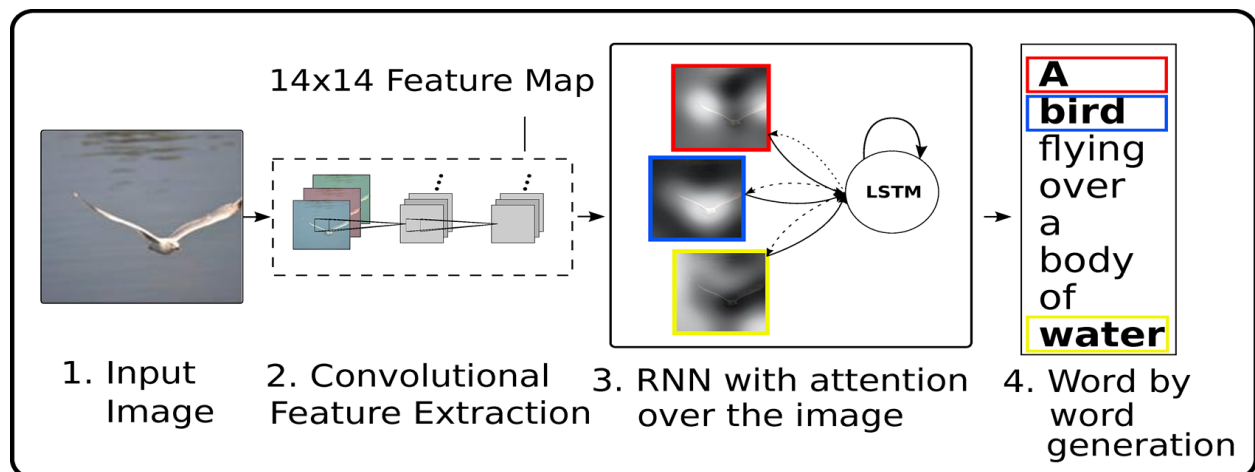 14x14 Feature Map
LSTM
A
bird
flying
over
a
body
of
water
1. Input
Image
2. Convolutional
Feature Extraction
3. RNN with attention
over the image
4. Word by
word
generation